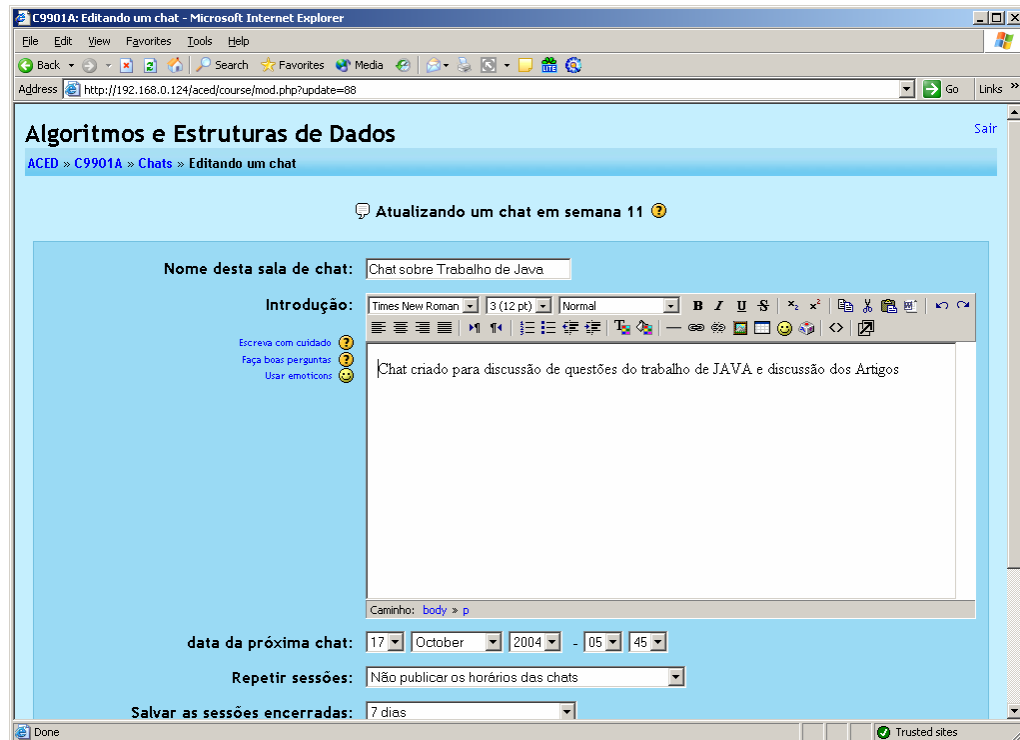 C9901A: Editando um chat - Microsoft Internet Explorer
File Edit View Favorites Tools Help
Back Search Favorites Media
Address http://192.168.0.124/aced/course/mod.php?update=88 Go Links »
Algoritmos e Estruturas de Dados
Sair
ACED » C9901A » Chats » Editando um chat
Atualizando um chat em semana 11
Nome desta sala de chat: Chat sobre Trabalho de Java
Introdução: Times New Roman 3 (12 pt) Normal B I U S x₂ x²
Escreva com cuidado
Faça boas perguntas
Usar emoticons
Chat criado para discussão de questões do trabalho de JAVA e discussão dos Artigos
Caminho: body » p
data da próxima chat: 17 October 2004 - 05 45
Repetir sessões: Não publicar os horários das chats
Salvar as sessões encerradas: 7 dias
Done Trusted sites